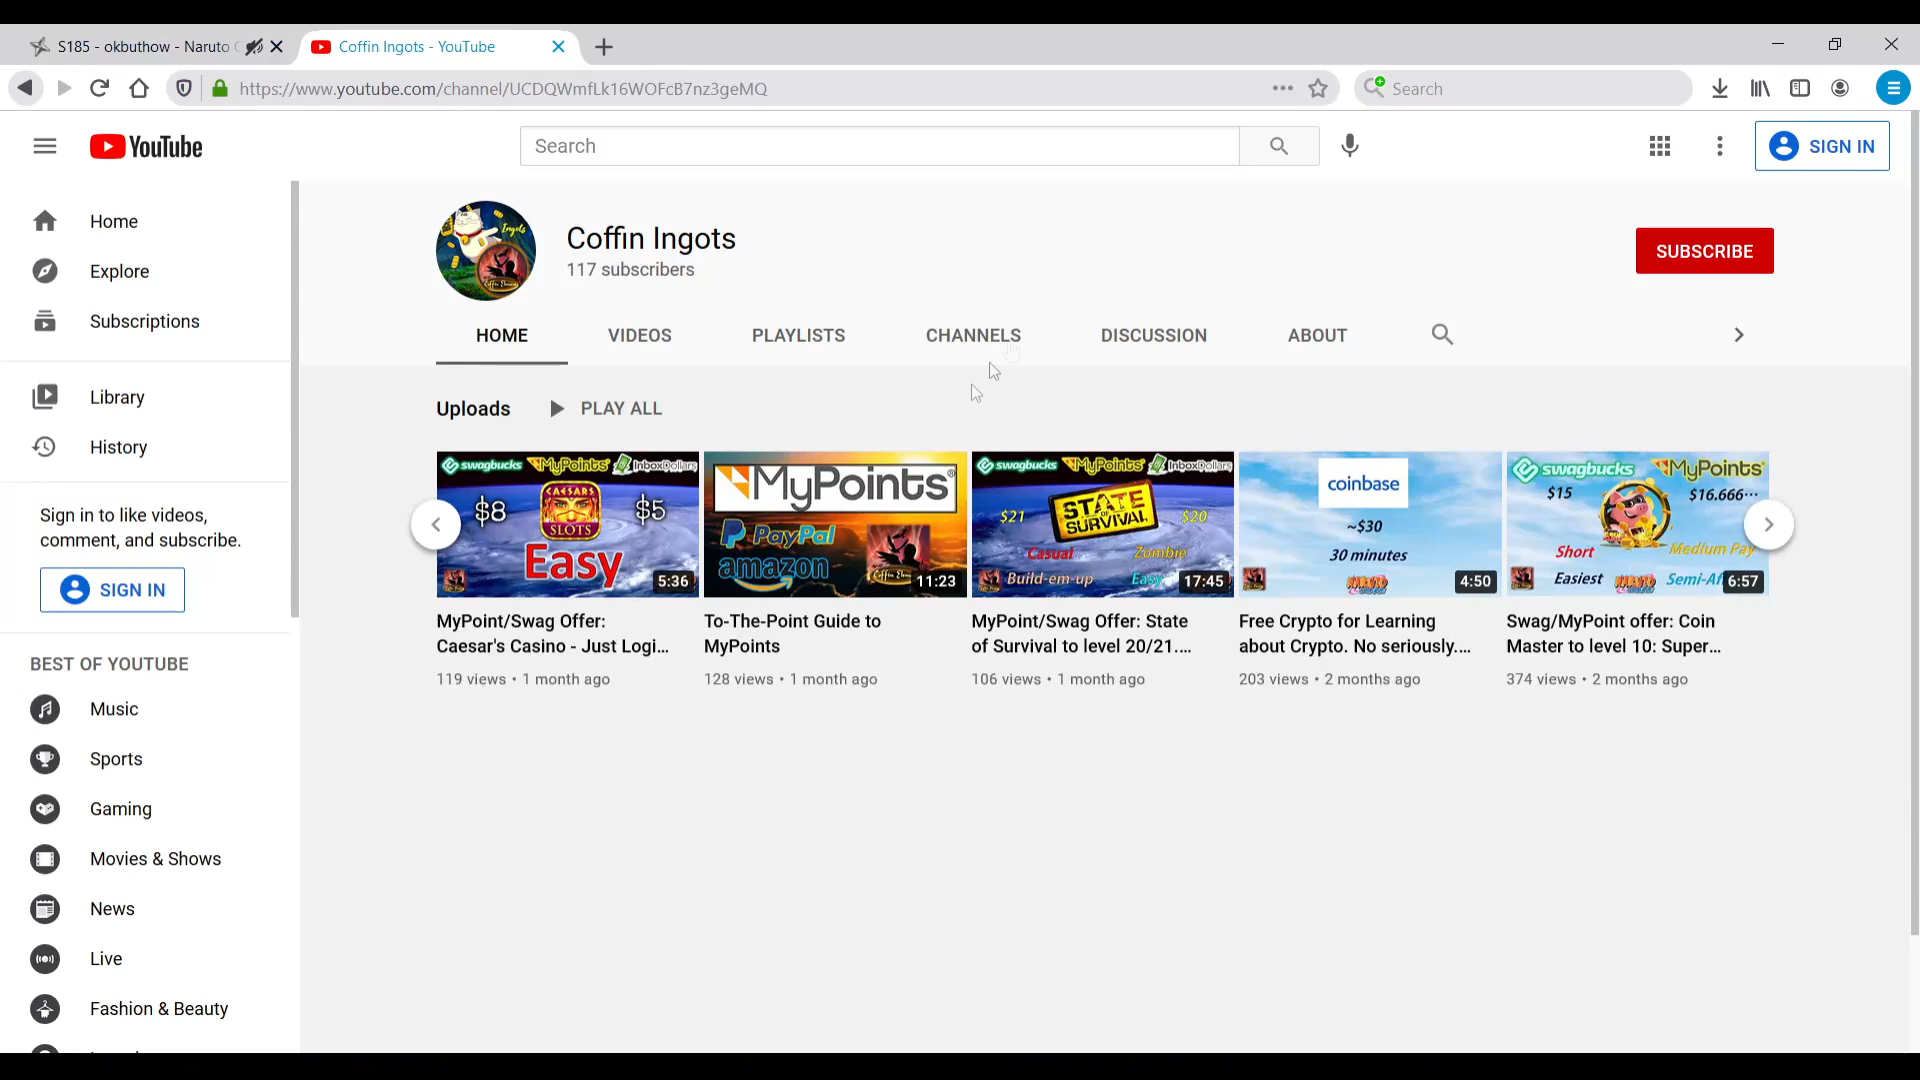 S185 - okbuthow - Naruto
Coffin Ingots - YouTube
https://www.youtube.com/channel/UCDQWmfLk16WOFcB7nz3geMQ
Search
YouTube
Search
SIGN IN
Home
Explore
Subscriptions
Library
History
Sign in to like videos,
comment, and subscribe.
SIGN IN
BEST OF YOUTUBE
Music
Sports
Gaming
Movies & Shows
News
Live
Fashion & Beauty
Ingots
Coffin Ingots
117 subscribers
SUBSCRIBE
HOME
VIDEOS
PLAYLISTS
CHANNELS
DISCUSSION
ABOUT
Uploads
PLAY ALL
swagbucks MyPoints InboxDollars
$8 CAESARS SLOTS $5
Easy
5:36
MyPoint/Swag Offer:
Caesar's Casino - Just Logi...
119 views • 1 month ago
MyPoints
PayPal
amazon
11:23
To-The-Point Guide to
MyPoints
128 views • 1 month ago
swagbucks MyPoints InboxDollars
$21 STATE OF SURVIVAL $20
Casual Zombie
Build-em-up Easy
17:45
MyPoint/Swag Offer: State
of Survival to level 20/21....
106 views • 1 month ago
coinbase
~$30
30 minutes
4:50
Free Crypto for Learning
about Crypto. No seriously....
203 views • 2 months ago
swagbucks MyPoints
$15 $16.666...
Short Medium Pay
Easiest Semi-Af
6:57
Swag/MyPoint offer: Coin
Master to level 10: Super...
374 views • 2 months ago